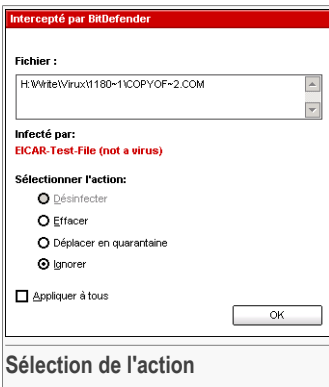 Intercepté par BitDefender
Fichier :
H:\Write\Virux\1180~1\COPYOF~2.COM
Infecté par:
EICAR-Test-File (not a virus)
Sélectionner l'action:
Désinfecter
Effacer
Déplacer en quarantaine
Ignorer
Appliquer à tous
OK
Sélection de l'action